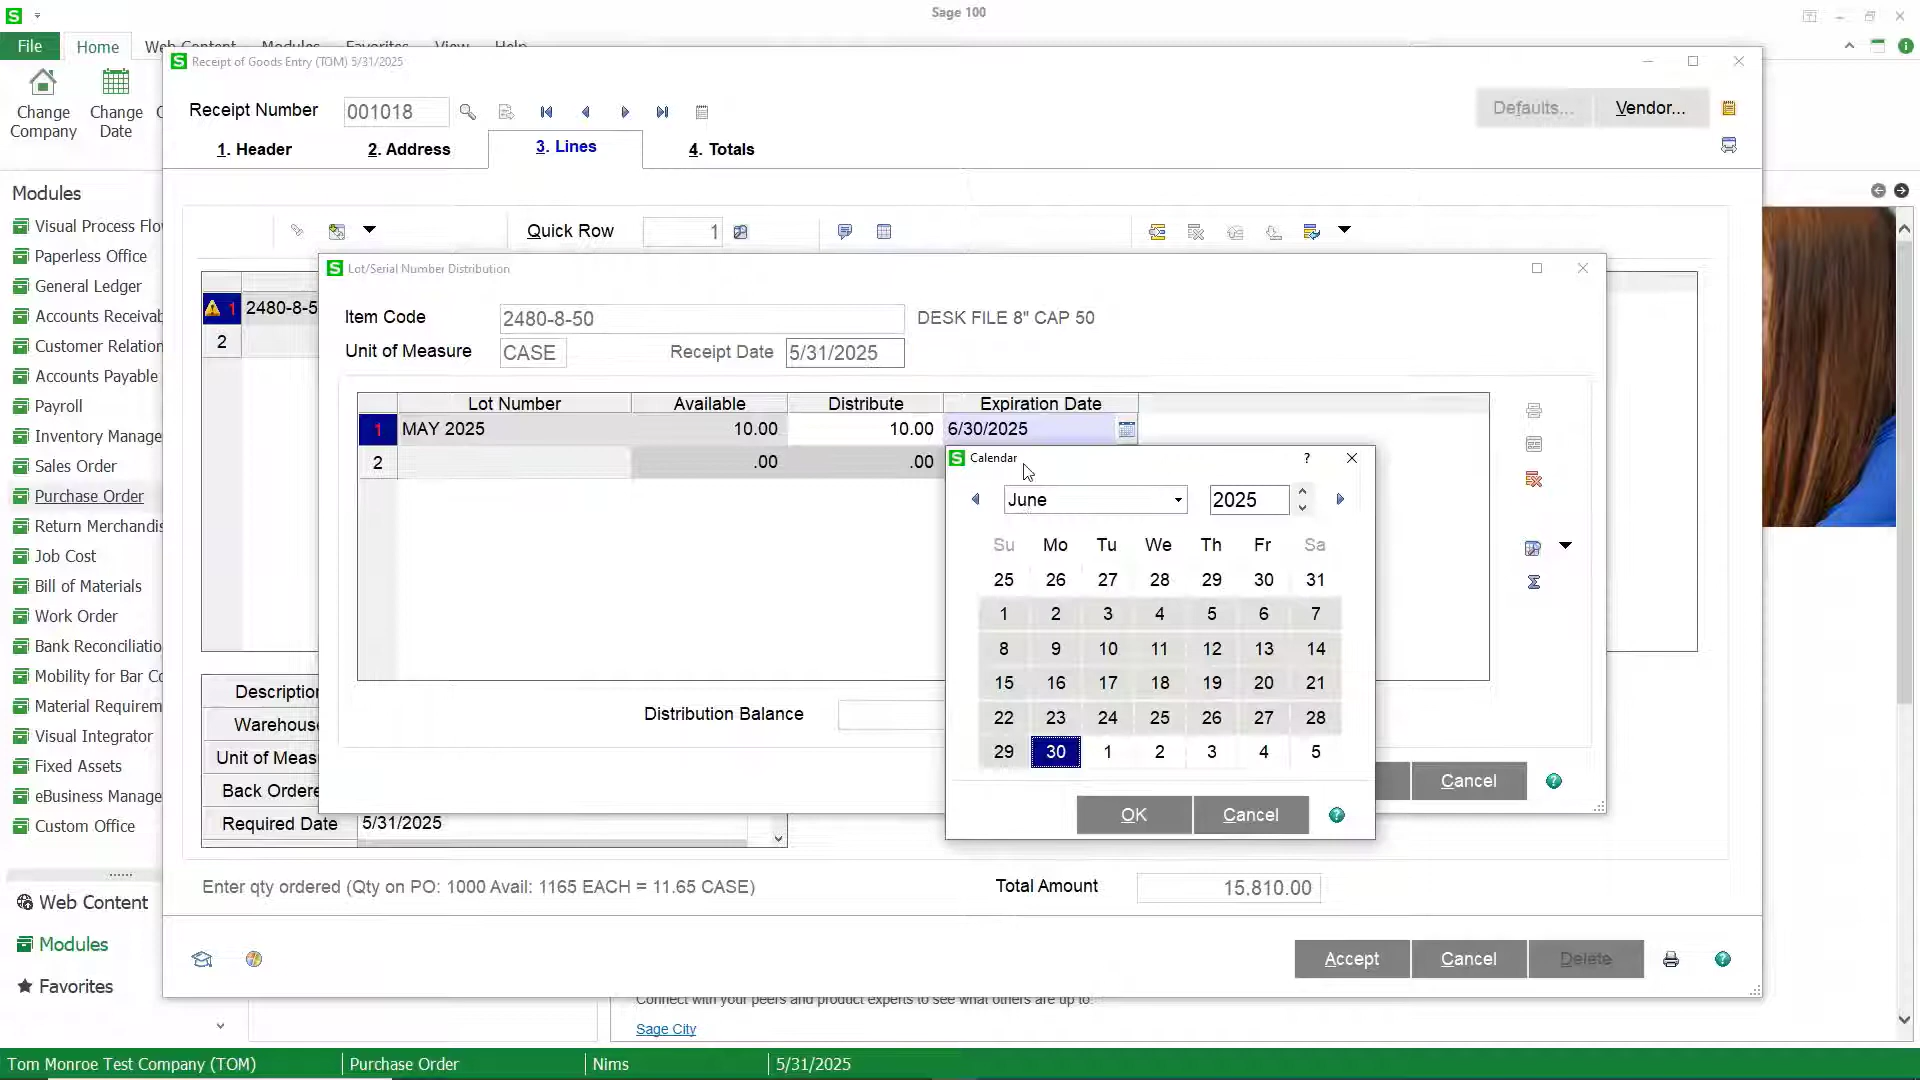 Sage 100
File Home Web Content Modules Favorites View Help
Change Company
Change Date
Receipt of Goods Entry (TOM) 5/31/2025
Receipt Number 001018
Defaults... Vendor...
1. Header 2. Address 3. Lines 4. Totals
Quick Row 1
Modules
Visual Process Flo
Paperless Office
General Ledger
Accounts Receivab
Customer Relation
Accounts Payable
Payroll
Inventory Manage
Sales Order
Purchase Order
Return Merchandis
Job Cost
Bill of Materials
Work Order
Bank Reconciliatio
Mobility for Bar Co
Material Requirem
Visual Integrator
Fixed Assets
eBusiness Manage
Custom Office
Web Content
Modules
Favorites
1 2480-8-5
2
Lot/Serial Number Distribution
Item Code 2480-8-50 DESK FILE 8" CAP 50
Unit of Measure CASE Receipt Date 5/31/2025
Lot Number Available Distribute Expiration Date
1 MAY 2025 10.00 10.00 6/30/2025
2 .00 .00
Distribution Balance
Cancel
Calendar ?
June 2025
Su Mo Tu We Th Fr Sa
25 26 27 28 29 30 31
1 2 3 4 5 6 7
8 9 10 11 12 13 14
15 16 17 18 19 20 21
22 23 24 25 26 27 28
29 30 1 2 3 4 5
OK Cancel
Description
Warehous
Unit of Meas
Back Ordere
Required Date 5/31/2025
Enter qty ordered (Qty on PO: 1000 Avail: 1165 EACH = 11.65 CASE)
Total Amount 15,810.00
Accept Cancel Delete
Connect with your peers and product experts to see what others are up to.
Sage City
Tom Monroe Test Company (TOM) Purchase Order Nims 5/31/2025